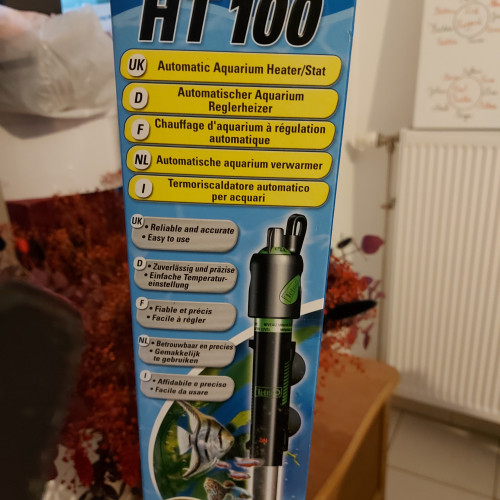 HT 100
UK Automatic Aquarium Heater/Stat
D Automatischer Aquarium
Reglerheizer
F Chauffage d'aquarium à régulation
automatique
NL Automatische aquarium verwarmer
I Termoriscaldatore automatico
per acquari
UK • Reliable and accurate
• Easy to use
D • Zuverlässig und präzise
• Einfache Temperatur-
einstellung
F • Fiable et précis
• Facile à régler
NL • Betrouwbaar en precies
• Gemakkelijk
te gebruiken
I • Affidabile e preciso
• Facile da usare